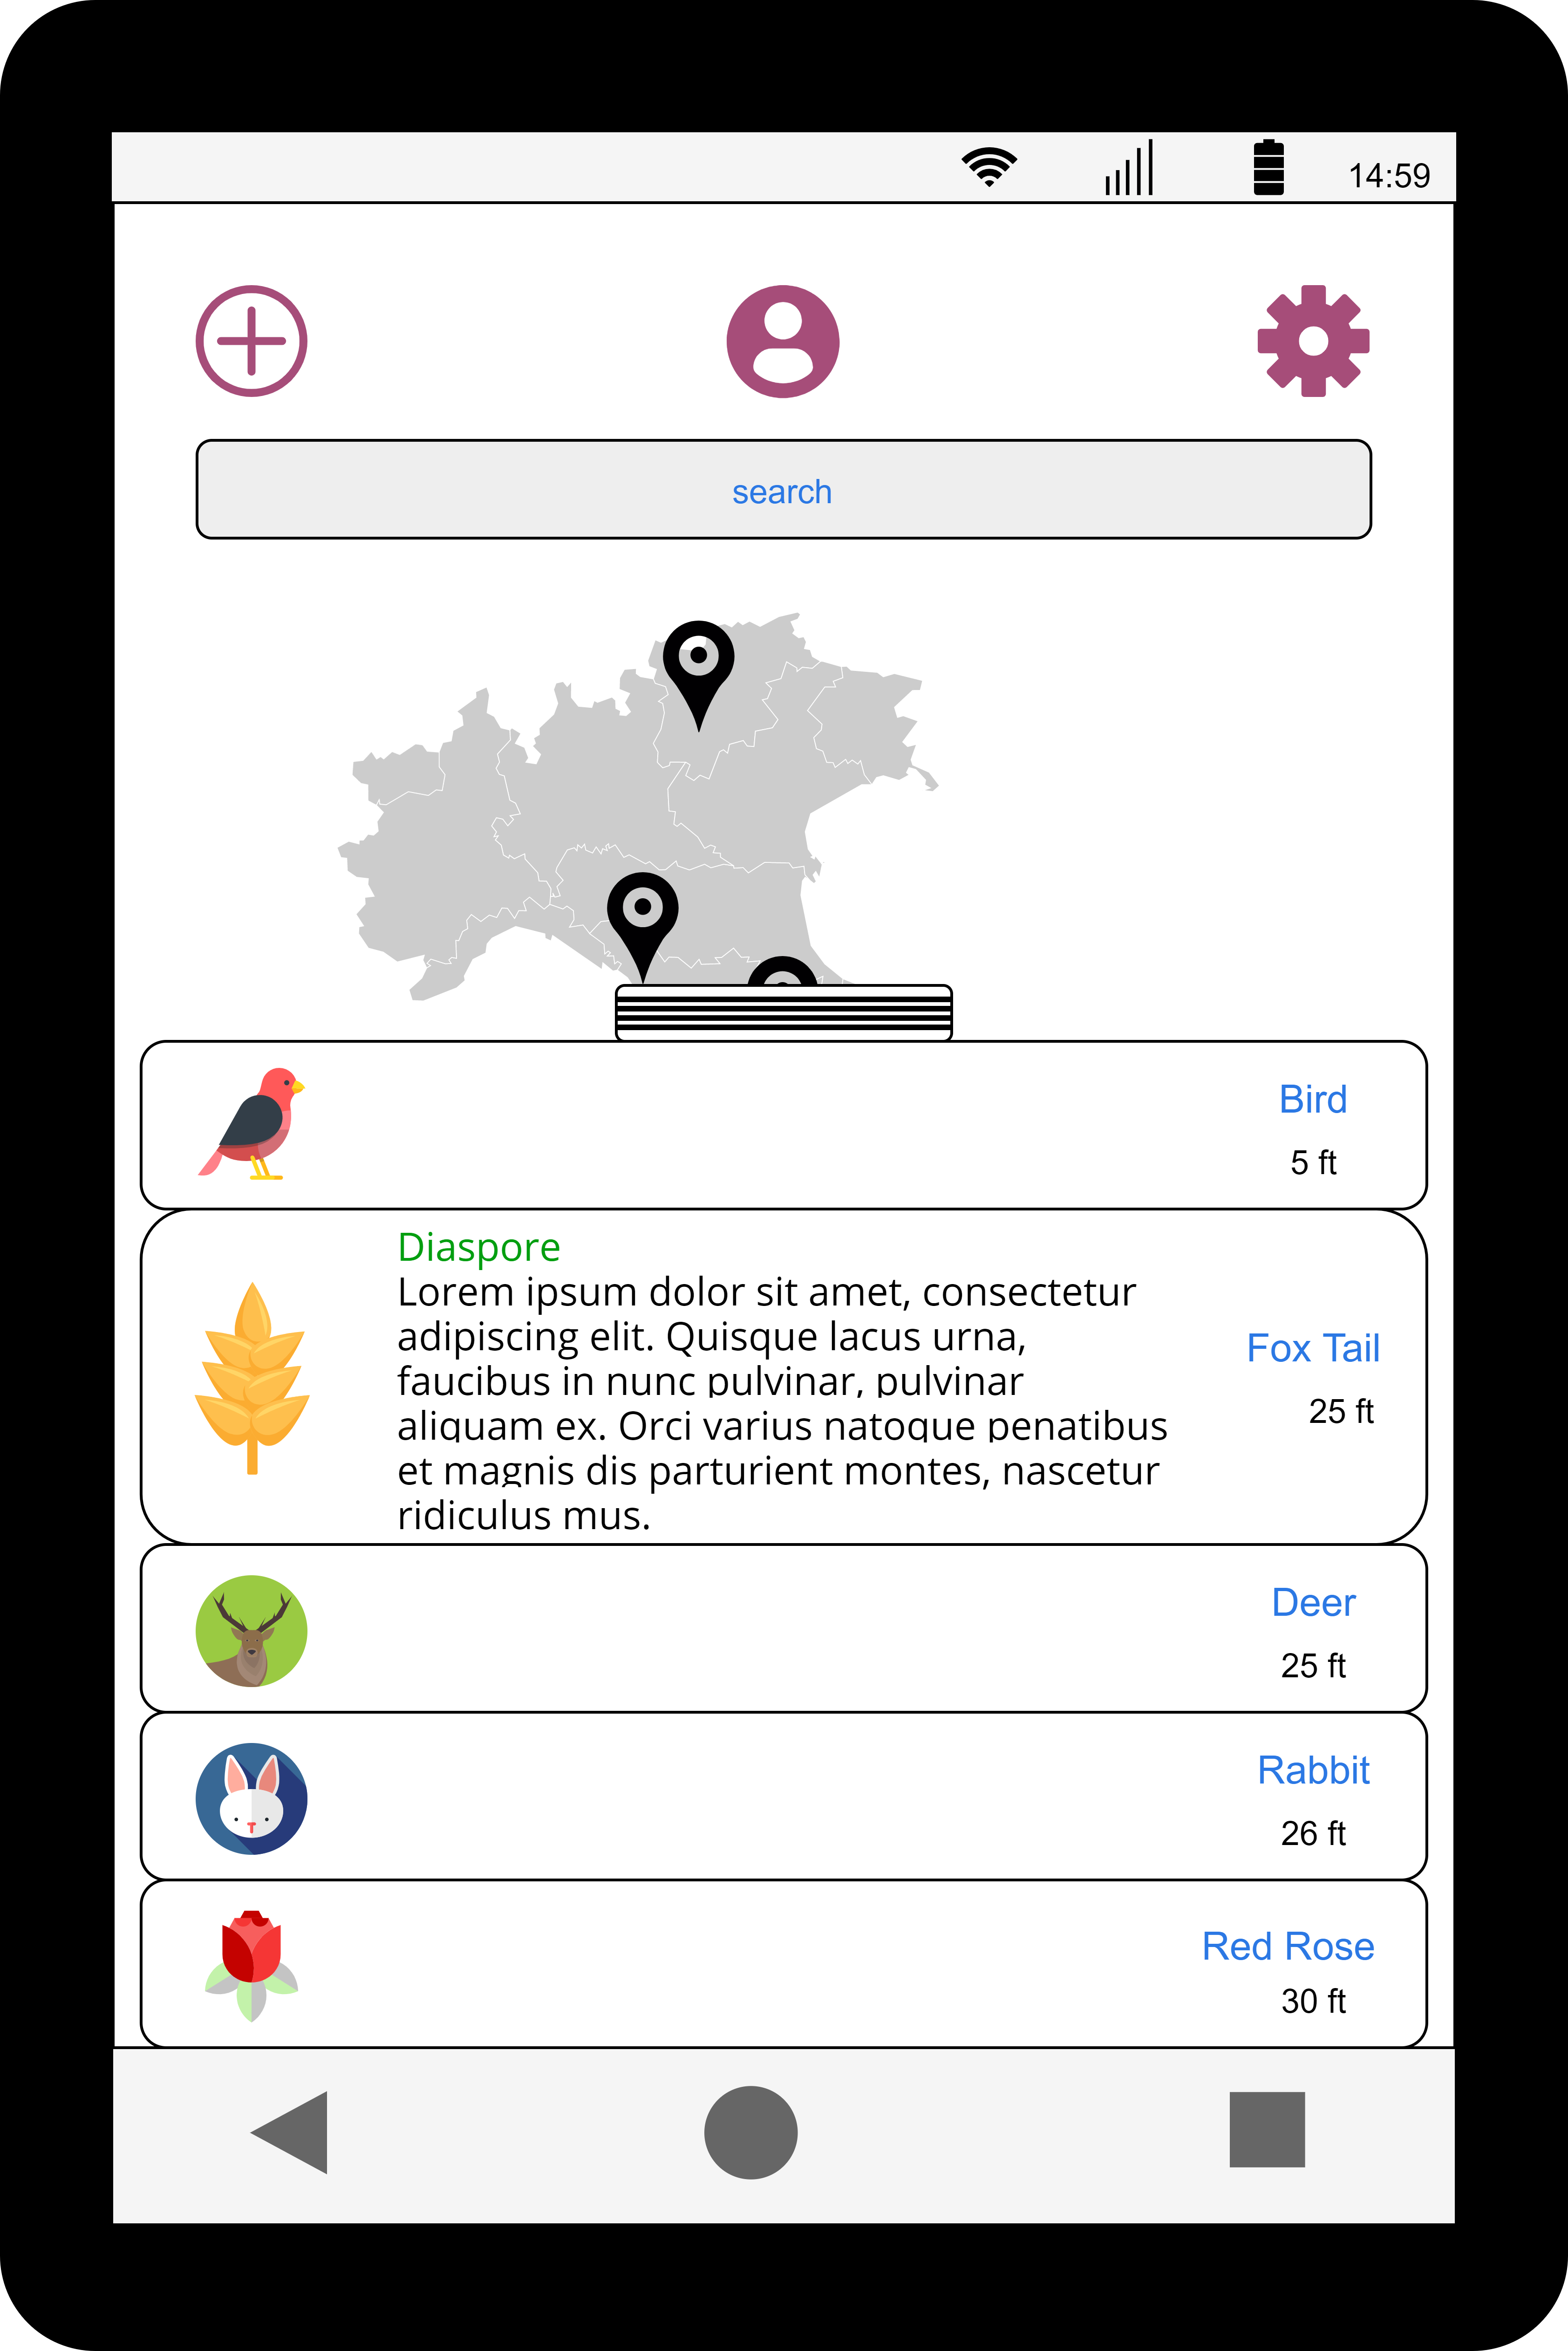 14:59
search
Bird
5 ft
Diaspore
Lorem ipsum dolor sit amet, consectetur
adipiscing elit. Quisque lacus urna,
faucibus in nunc pulvinar, pulvinar
aliquam ex. Orci varius natoque penatibus
et magnis dis parturient montes, nascetur
ridiculus mus.
Fox Tail
25 ft
Deer
25 ft
Rabbit
26 ft
Red Rose
30 ft